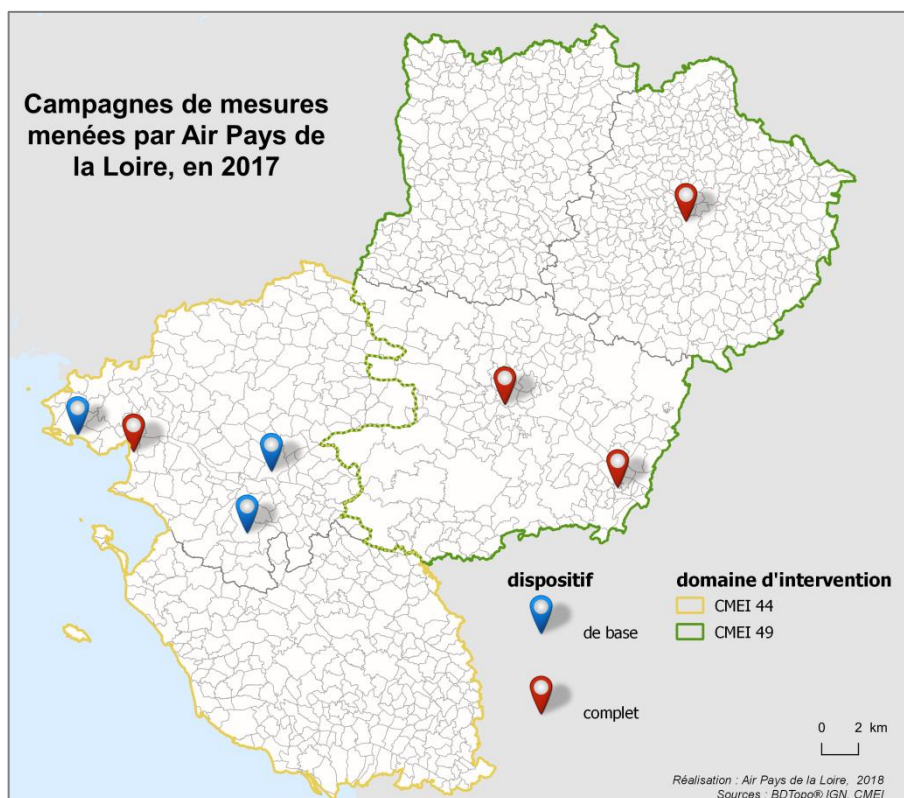 Campagnes de mesures
menées par Air Pays de
la Loire, en 2017
dispositif
de base
complet
domaine d'intervention
CMEI 44
CMEI 49
0 2 km
Réalisation : Air Pays de la Loire, 2018
Sources : BDTopo® IGN, CMEI